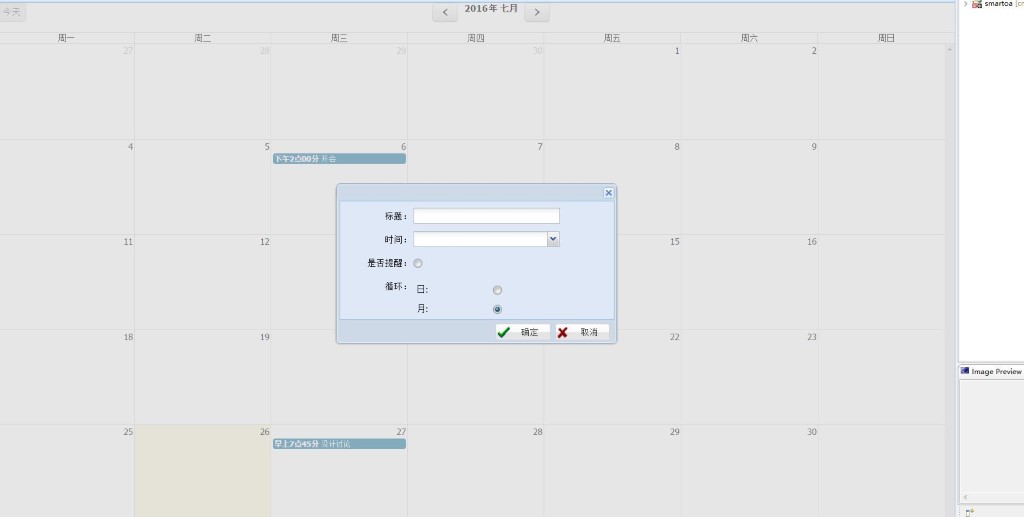 今天
2016年 七月
smartoa
周一 周二 周三 周四 周五 周六 周日
27 28 29 30 1 2
4 5 6 7 8 9
下午2点00分 开会
11 12 15 16
标题：
时间：
是否提醒：
循环： 日:
月:
确定 取消
18 19 22 23
Image Preview
25 26 27 28 29 30
早上2点45分 设计讨论